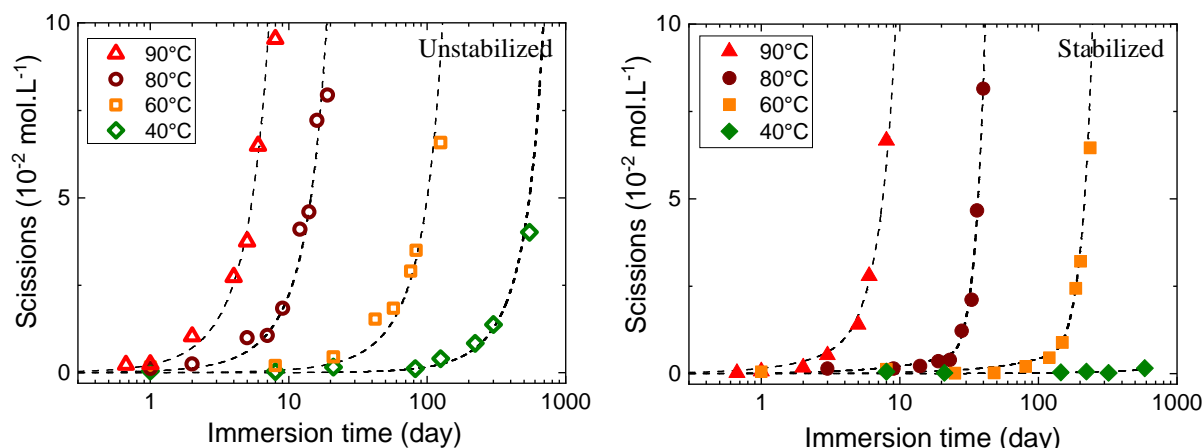 10
5
0
Scissions (10⁻² mol.L⁻¹)
90°C
80°C
60°C
40°C
Unstabilized
1
10
100
1000
Immersion time (day)
10
5
0
Scissions (10⁻² mol.L⁻¹)
90°C
80°C
60°C
40°C
Stabilized
1
10
100
1000
Immersion time (day)